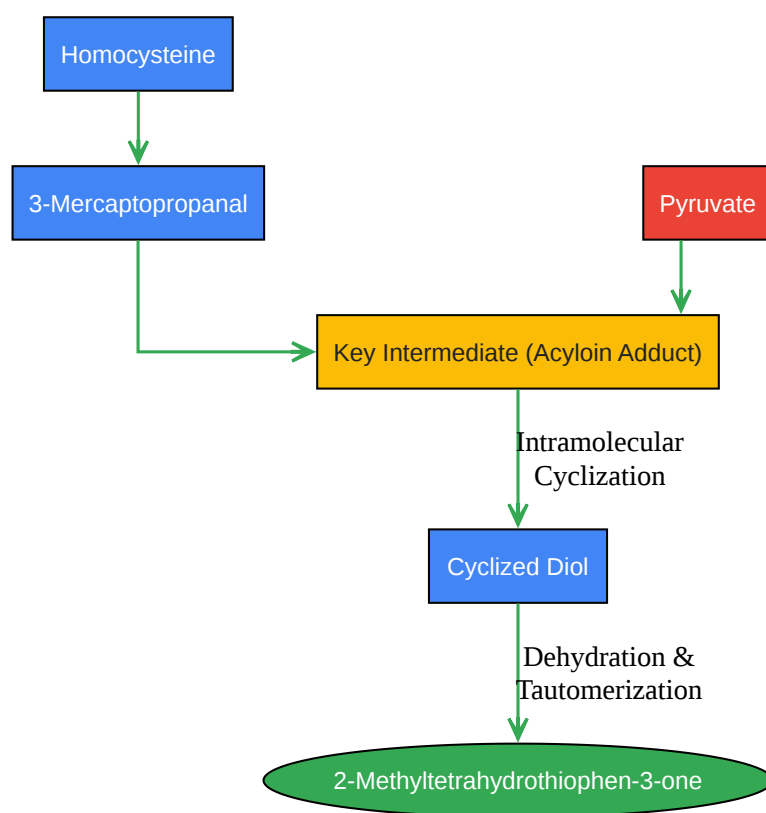 Homocysteine
3-Mercaptopropanal
Pyruvate
Key Intermediate (Acyloin Adduct)
Intramolecular
Cyclization
Cyclized Diol
Dehydration &
Tautomerization
2-Methyltetrahydrothiophen-3-one